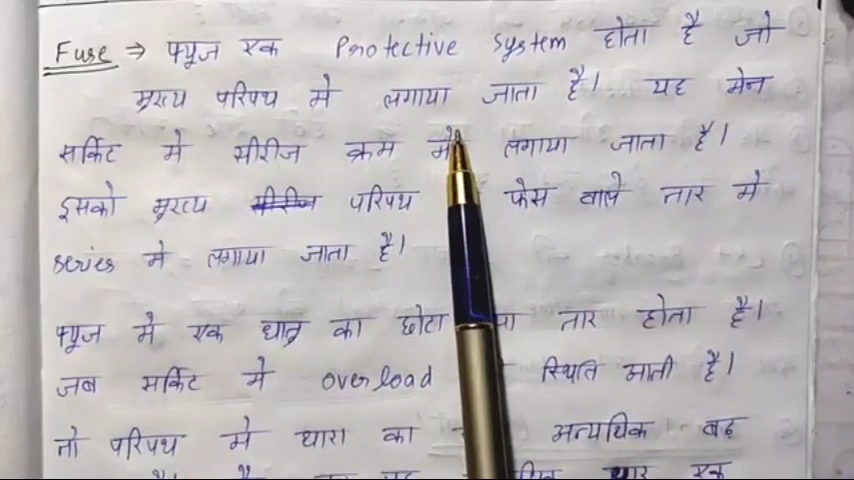 Fuse ⇒ फ्यूज एक Protective System होता है जो
मुख्य परिपथ मे लगाया जाता है। यह मेन
सर्किट मे सीरीज क्रम मे लगाया जाता है।
इसको मुख्य परिपथ फेस वाले तार मे
series मे लगाया जाता है।
फ्यूज मे एक धातु का छोटा तार होता है।
जब सर्किट मे overload स्थिति आती है।
तो परिपथ मे धारा का अत्यधिक बढ़